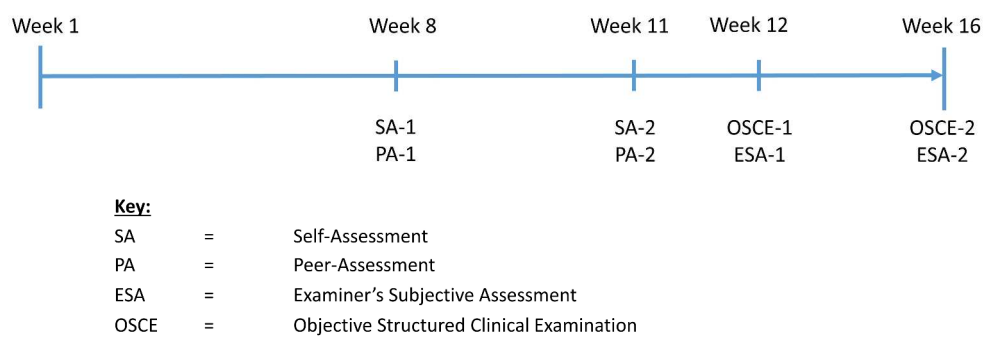 Week 1 Week 8 Week 11 Week 12 Week 16
SA-1 SA-2 OSCE-1 OSCE-2
PA-1 PA-2 ESA-1 ESA-2
Key:
SA = Self-Assessment
PA = Peer-Assessment
ESA = Examiner’s Subjective Assessment
OSCE = Objective Structured Clinical Examination